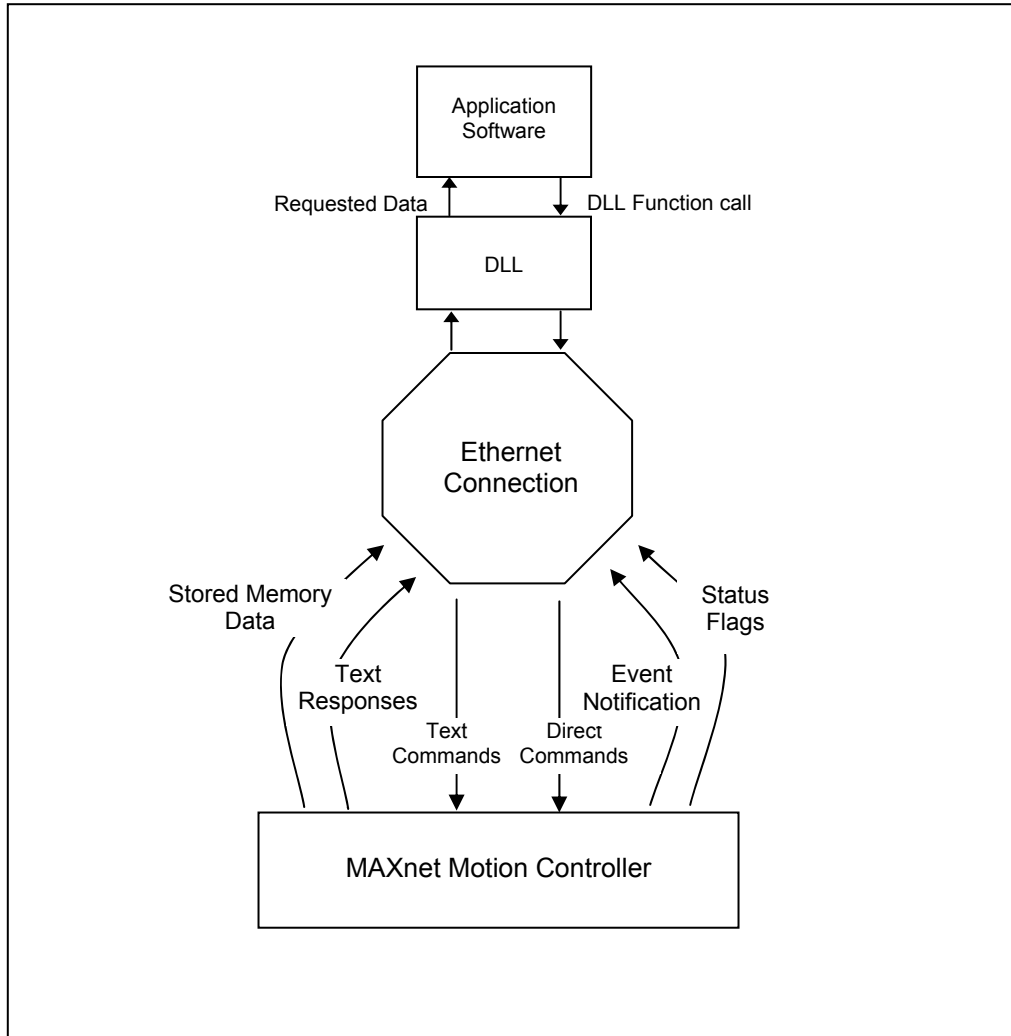 Application
Software
Requested Data
DLL Function call
DLL
Ethernet
Connection
Stored Memory
Data
Status
Flags
Text
Responses
Event
Notification
Text
Commands
Direct
Commands
MAXnet Motion Controller